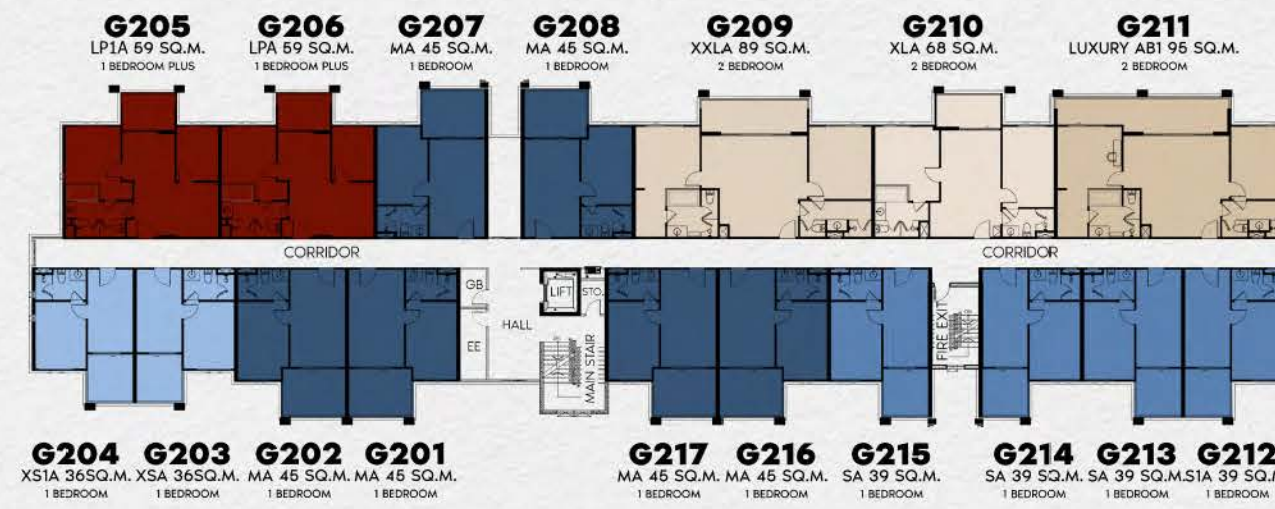 G205
LP1A 59 SQ.M.
1 BEDROOM PLUS
G206
LPA 59 SQ.M.
1 BEDROOM PLUS
G207
MA 45 SQ.M.
1 BEDROOM
G208
MA 45 SQ.M.
1 BEDROOM
G209
XXLA 89 SQ.M.
2 BEDROOM
G210
XLA 68 SQ.M.
2 BEDROOM
G211
LUXURY AB1 95 SQ.M.
2 BEDROOM
CORRIDOR
CORRIDOR
GB
EE
HALL
LIFT
STO.
MAIN STAIR
FIRE EXIT
G204
XS1A 36SQ.M.
1 BEDROOM
G203
XSA 36SQ.M.
1 BEDROOM
G202
MA 45 SQ.M.
1 BEDROOM
G201
MA 45 SQ.M.
1 BEDROOM
G217
MA 45 SQ.M.
1 BEDROOM
G216
MA 45 SQ.M.
1 BEDROOM
G215
SA 39 SQ.M.
1 BEDROOM
G214
SA 39 SQ.M.
1 BEDROOM
G213
SA 39 SQ.M.
1 BEDROOM
G212
S1A 39 SQ.
1 BEDROOM